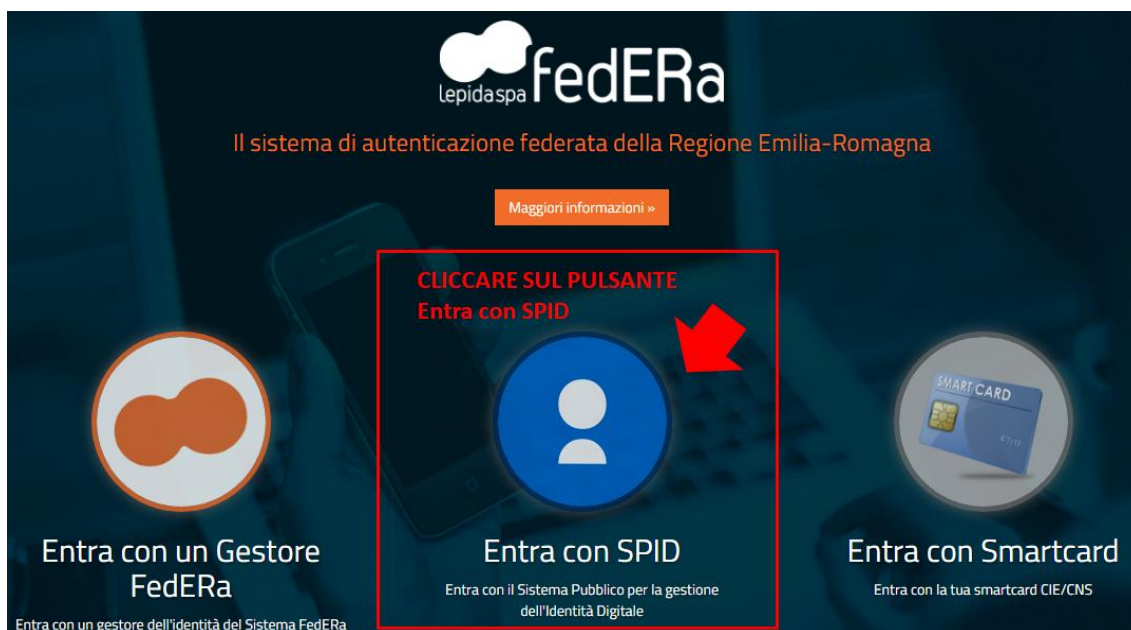 lepidaspa fedERa
Il sistema di autenticazione federata della Regione Emilia-Romagna
Maggiori informazioni »
CLICCARE SUL PULSANTE
Entra con SPID
SMART CARD
Entra con un Gestore
FedERa
Entra con un gestore dell'identità del Sistema FedERa
Entra con SPID
Entra con il Sistema Pubblico per la gestione
dell'Identità Digitale
Entra con Smartcard
Entra con la tua smartcard CIE/CNS